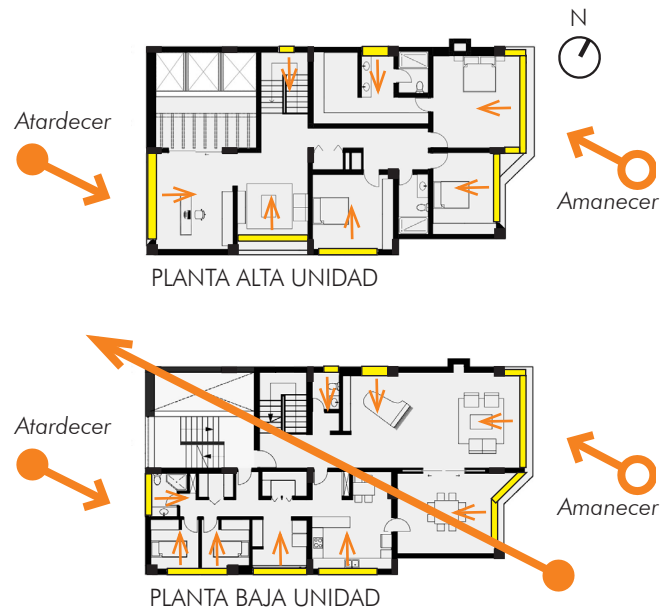 N
Atardecer
Amanecer
PLANTA ALTA UNIDAD
Atardecer
Amanecer
PLANTA BAJA UNIDAD